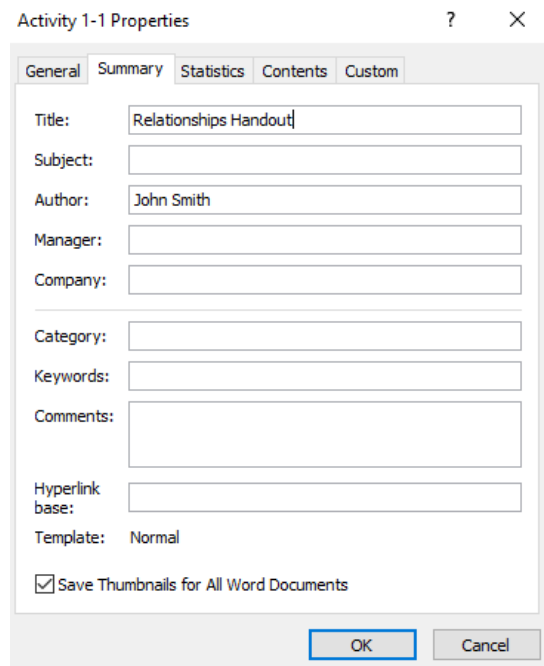 Activity 1-1 Properties ? ×
General Summary Statistics Contents Custom
Title: Relationships Handout
Subject:
Author: John Smith
Manager:
Company:
Category:
Keywords:
Comments:
Hyperlink
base:
Template: Normal
Save Thumbnails for All Word Documents
OK Cancel